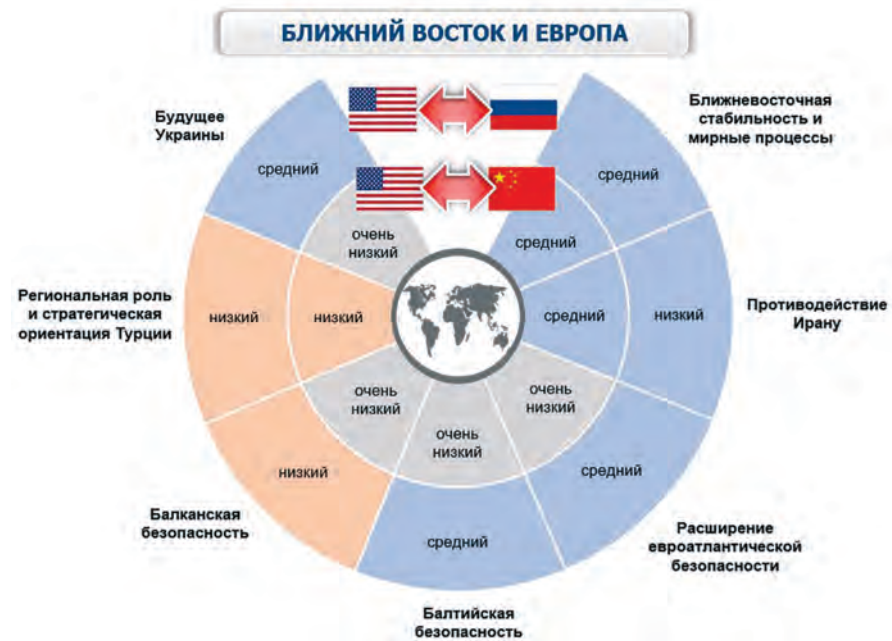 БЛИЖНИЙ ВОСТОК И ЕВРОПА
Будущее
Украины
Ближневосточная
стабильность и
мирные процессы
средний
средний
очень
низкий
средний
Региональная роль
и стратегическая
ориентация Турции
низкий
низкий
средний
низкий
Противодействие
Ирану
очень
низкий
очень
низкий
очень
низкий
низкий
средний
средний
Балканская
безопасность
Расширение
евроатлантической
безопасности
Балтийская
безопасность